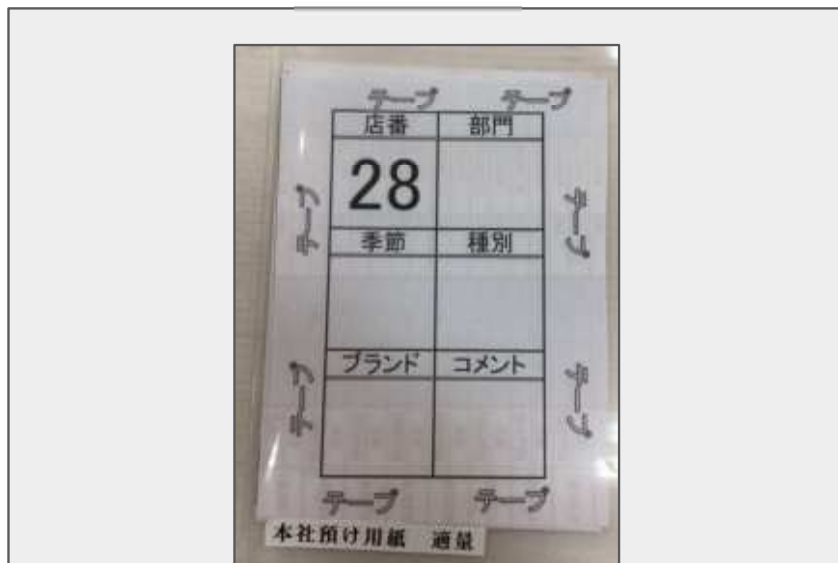 テープ テープ
店番 部門
28
テープ テープ
季節 種別
ブランド コメント
テープ テープ
テープ テープ
本社預け用紙 適量